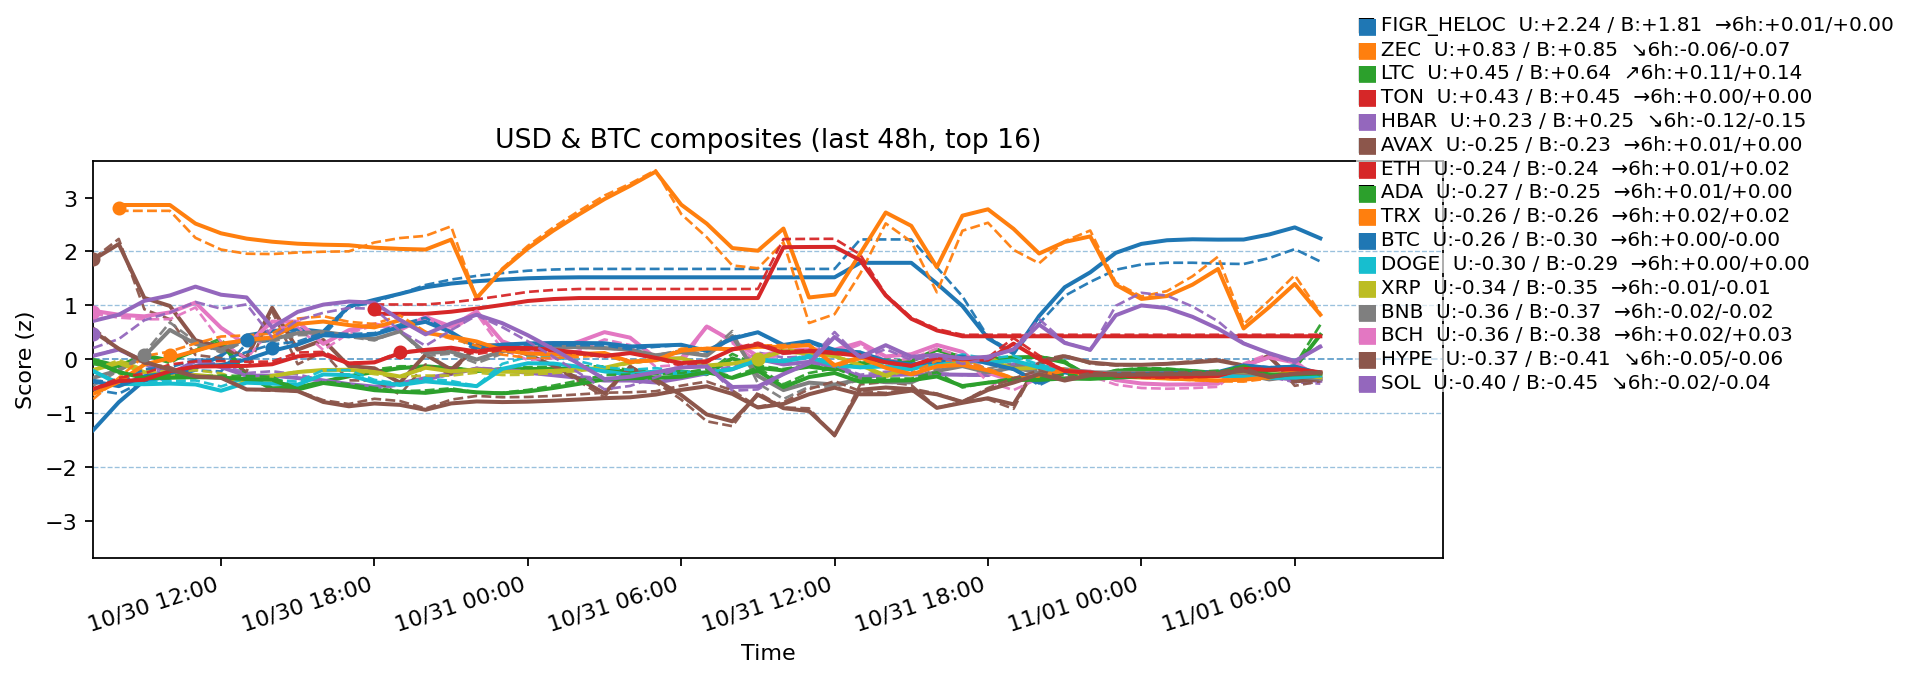 FIGR_HELOC U:+2.24 / B:+1.81 →6h:+0.01/+0.00
ZEC U:+0.83 / B:+0.85 ↘6h:-0.06/-0.07
LTC U:+0.45 / B:+0.64 ↗6h:+0.11/+0.14
TON U:+0.43 / B:+0.45 →6h:+0.00/+0.00
HBAR U:+0.23 / B:+0.25 ↘6h:-0.12/-0.15
AVAX U:-0.25 / B:-0.23 →6h:+0.01/+0.00
ETH U:-0.24 / B:-0.24 →6h:+0.01/+0.02
ADA U:-0.27 / B:-0.25 →6h:+0.01/+0.00
TRX U:-0.26 / B:-0.26 →6h:+0.02/+0.02
BTC U:-0.26 / B:-0.30 →6h:+0.00/-0.00
DOGE U:-0.30 / B:-0.29 →6h:+0.00/+0.00
XRP U:-0.34 / B:-0.35 →6h:-0.01/-0.01
BNB U:-0.36 / B:-0.37 →6h:-0.02/-0.02
BCH U:-0.36 / B:-0.38 →6h:+0.02/+0.03
HYPE U:-0.37 / B:-0.41 ↘6h:-0.05/-0.06
SOL U:-0.40 / B:-0.45 ↘6h:-0.02/-0.04
USD & BTC composites (last 48h, top 16)
Score (z)
3
2
1
0
−1
−2
−3
10/30 12:00
10/30 18:00
10/31 00:00
10/31 06:00
10/31 12:00
10/31 18:00
11/01 00:00
11/01 06:00
Time